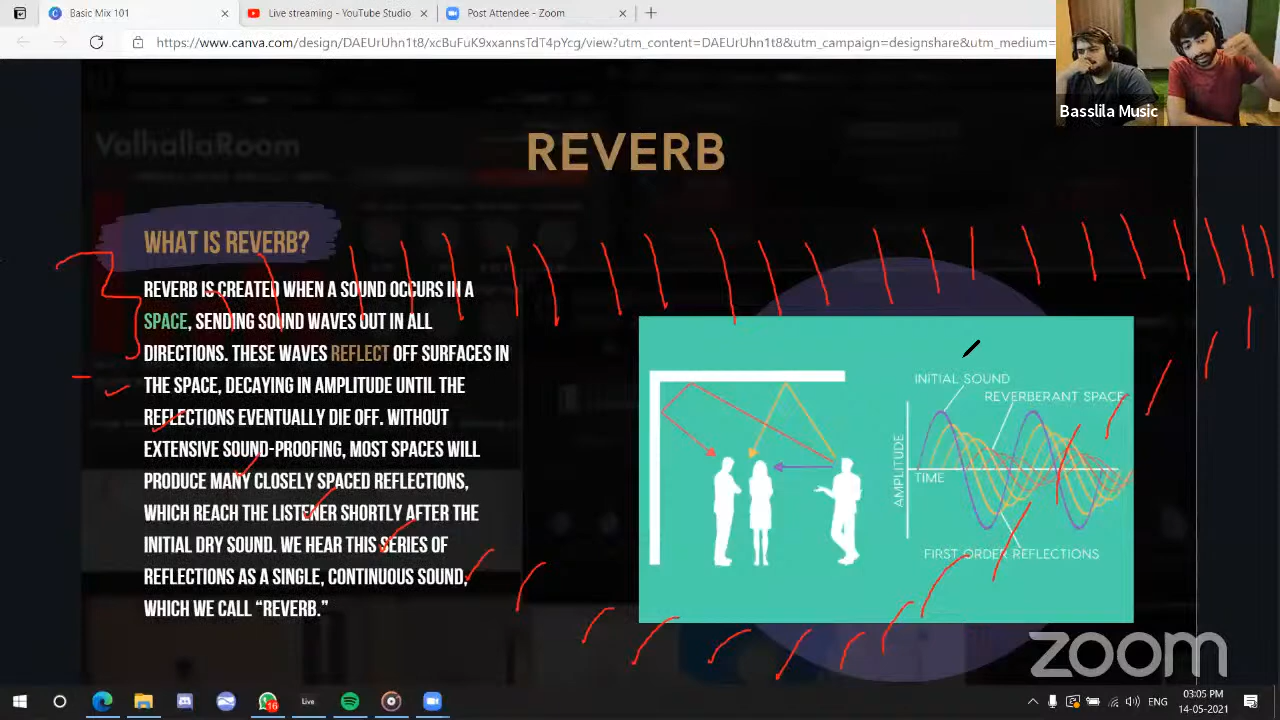 Basic Mix 101
Live streaming - YouTube Studio
Post Attendee - Zoom
https://www.canva.com/design/DAEUrUhn1t8/xcBuFuK9xxannsTdT4pYcg/view?utm_content=DAEUrUhn1t8&utm_campaign=designshare&utm_medium=
Basslila Music
ValhallaRoom
REVERB
WHAT IS REVERB?
REVERB IS CREATED WHEN A SOUND OCCURS IN A
SPACE, SENDING SOUND WAVES OUT IN ALL
DIRECTIONS. THESE WAVES REFLECT OFF SURFACES IN
THE SPACE, DECAYING IN AMPLITUDE UNTIL THE
REFLECTIONS EVENTUALLY DIE OFF. WITHOUT
EXTENSIVE SOUND-PROOFING, MOST SPACES WILL
PRODUCE MANY CLOSELY SPACED REFLECTIONS,
WHICH REACH THE LISTENER SHORTLY AFTER THE
INITIAL DRY SOUND. WE HEAR THIS SERIES OF
REFLECTIONS AS A SINGLE, CONTINUOUS SOUND,
WHICH WE CALL “REVERB.”
INITIAL SOUND
REVERBERANT SPACE
AMPLITUDE
TIME
FIRST ORDER REFLECTIONS
zoom
16
Live
ENG
03:05 PM
14-05-2021